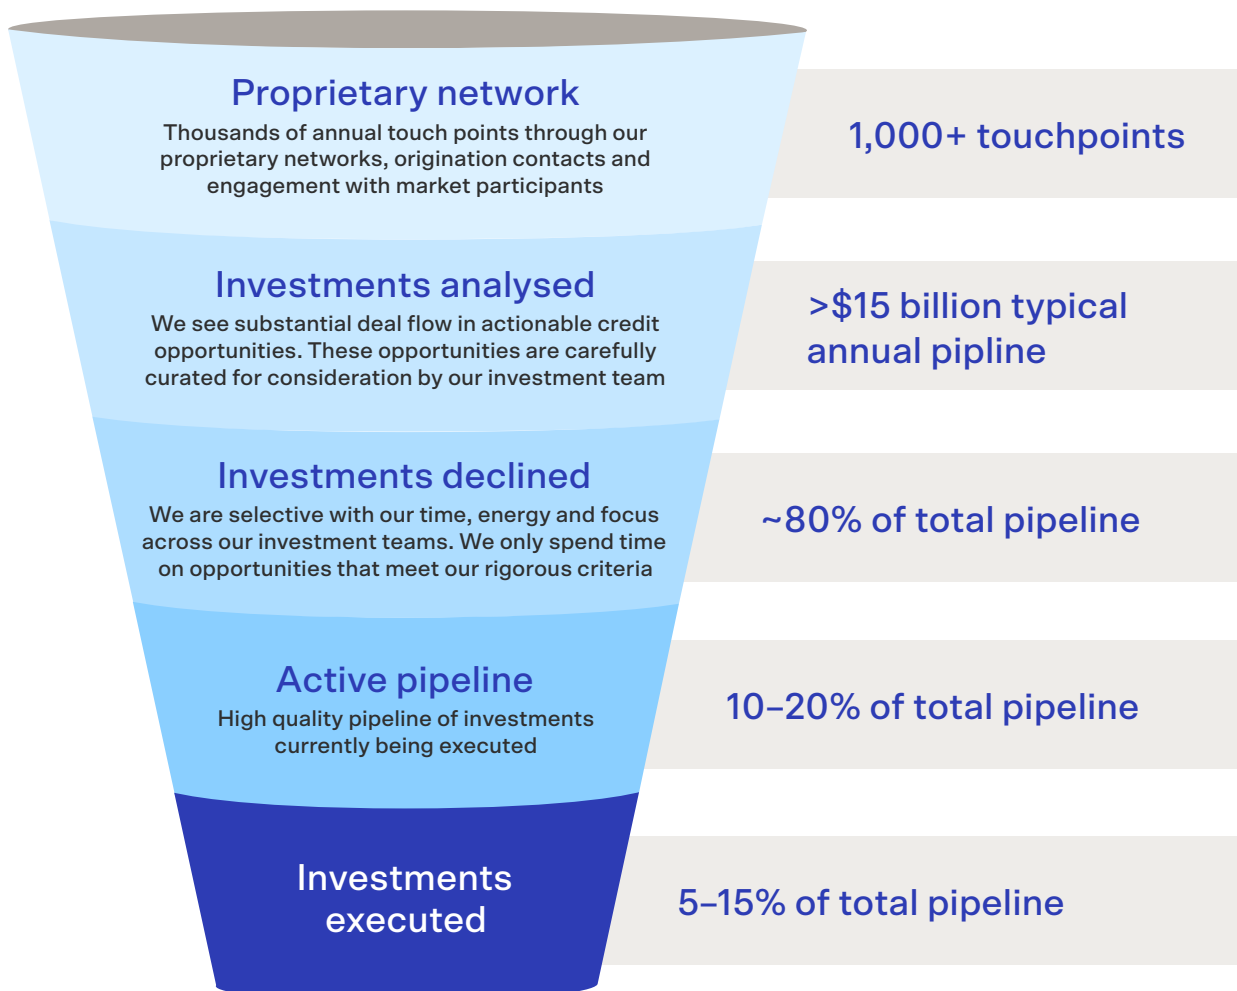 Proprietary network
Thousands of annual touch points through our
proprietary networks, origination contacts and
engagement with market participants
1,000+ touchpoints
Investments analysed
We see substantial deal flow in actionable credit
opportunities. These opportunities are carefully
curated for consideration by our investment team
>$15 billion typical
annual pipline
Investments declined
We are selective with our time, energy and focus
across our investment teams. We only spend time
on opportunities that meet our rigorous criteria
~80% of total pipeline
Active pipeline
High quality pipeline of investments
currently being executed
10–20% of total pipeline
Investments
executed
5–15% of total pipeline